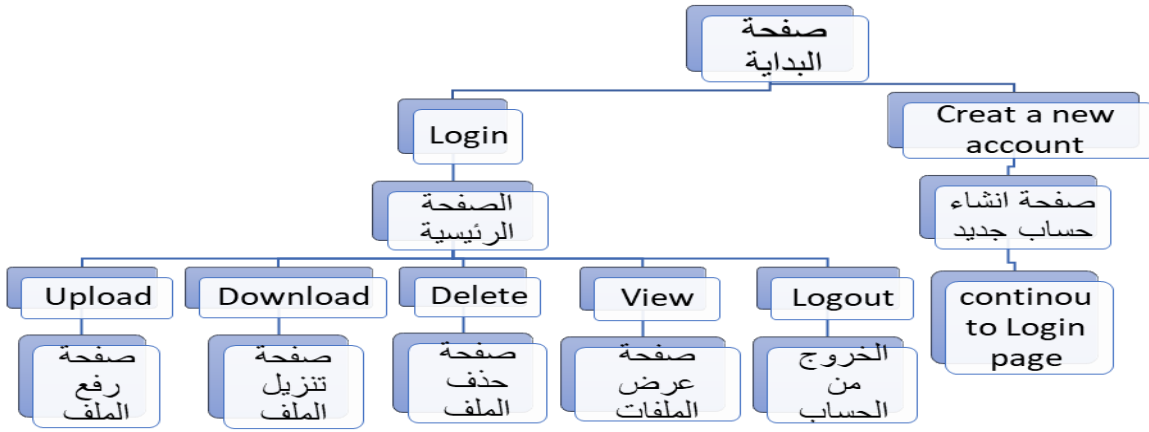 صفحة
البداية
Login
Creat a new
account
الصفحة
الرئيسية
صفحة انشاء
حساب جديد
Upload
Download
Delete
View
Logout
continou
to Login
page
صفحة
رفع
الملف
صفحة
تنزيل
الملف
صفحة
حذف
الملف
صفحة
عرض
الملفات
الخروج
من
الحساب